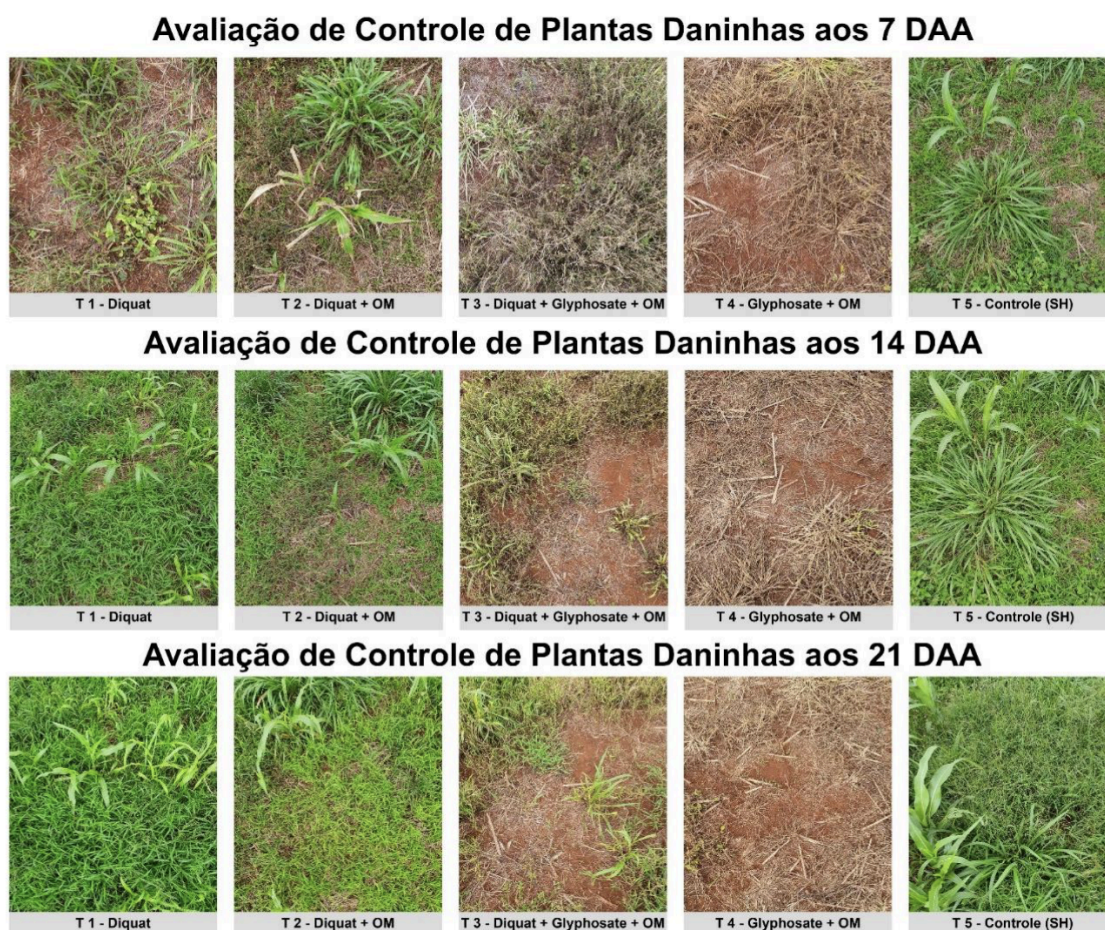 Avaliação de Controle de Plantas Daninhas aos 7 DAA
T 1 - Diquat
T 2 - Diquat + OM
T 3 - Diquat + Glyphosate + OM
T 4 - Glyphosate + OM
T 5 - Controle (SH)
Avaliação de Controle de Plantas Daninhas aos 14 DAA
T 1 - Diquat
T 2 - Diquat + OM
T 3 - Diquat + Glyphosate + OM
T 4 - Glyphosate + OM
T 5 - Controle (SH)
Avaliação de Controle de Plantas Daninhas aos 21 DAA
T 1 - Diquat
T 2 - Diquat + OM
T 3 - Diquat + Glyphosate + OM
T 4 - Glyphosate + OM
T 5 - Controle (SH)